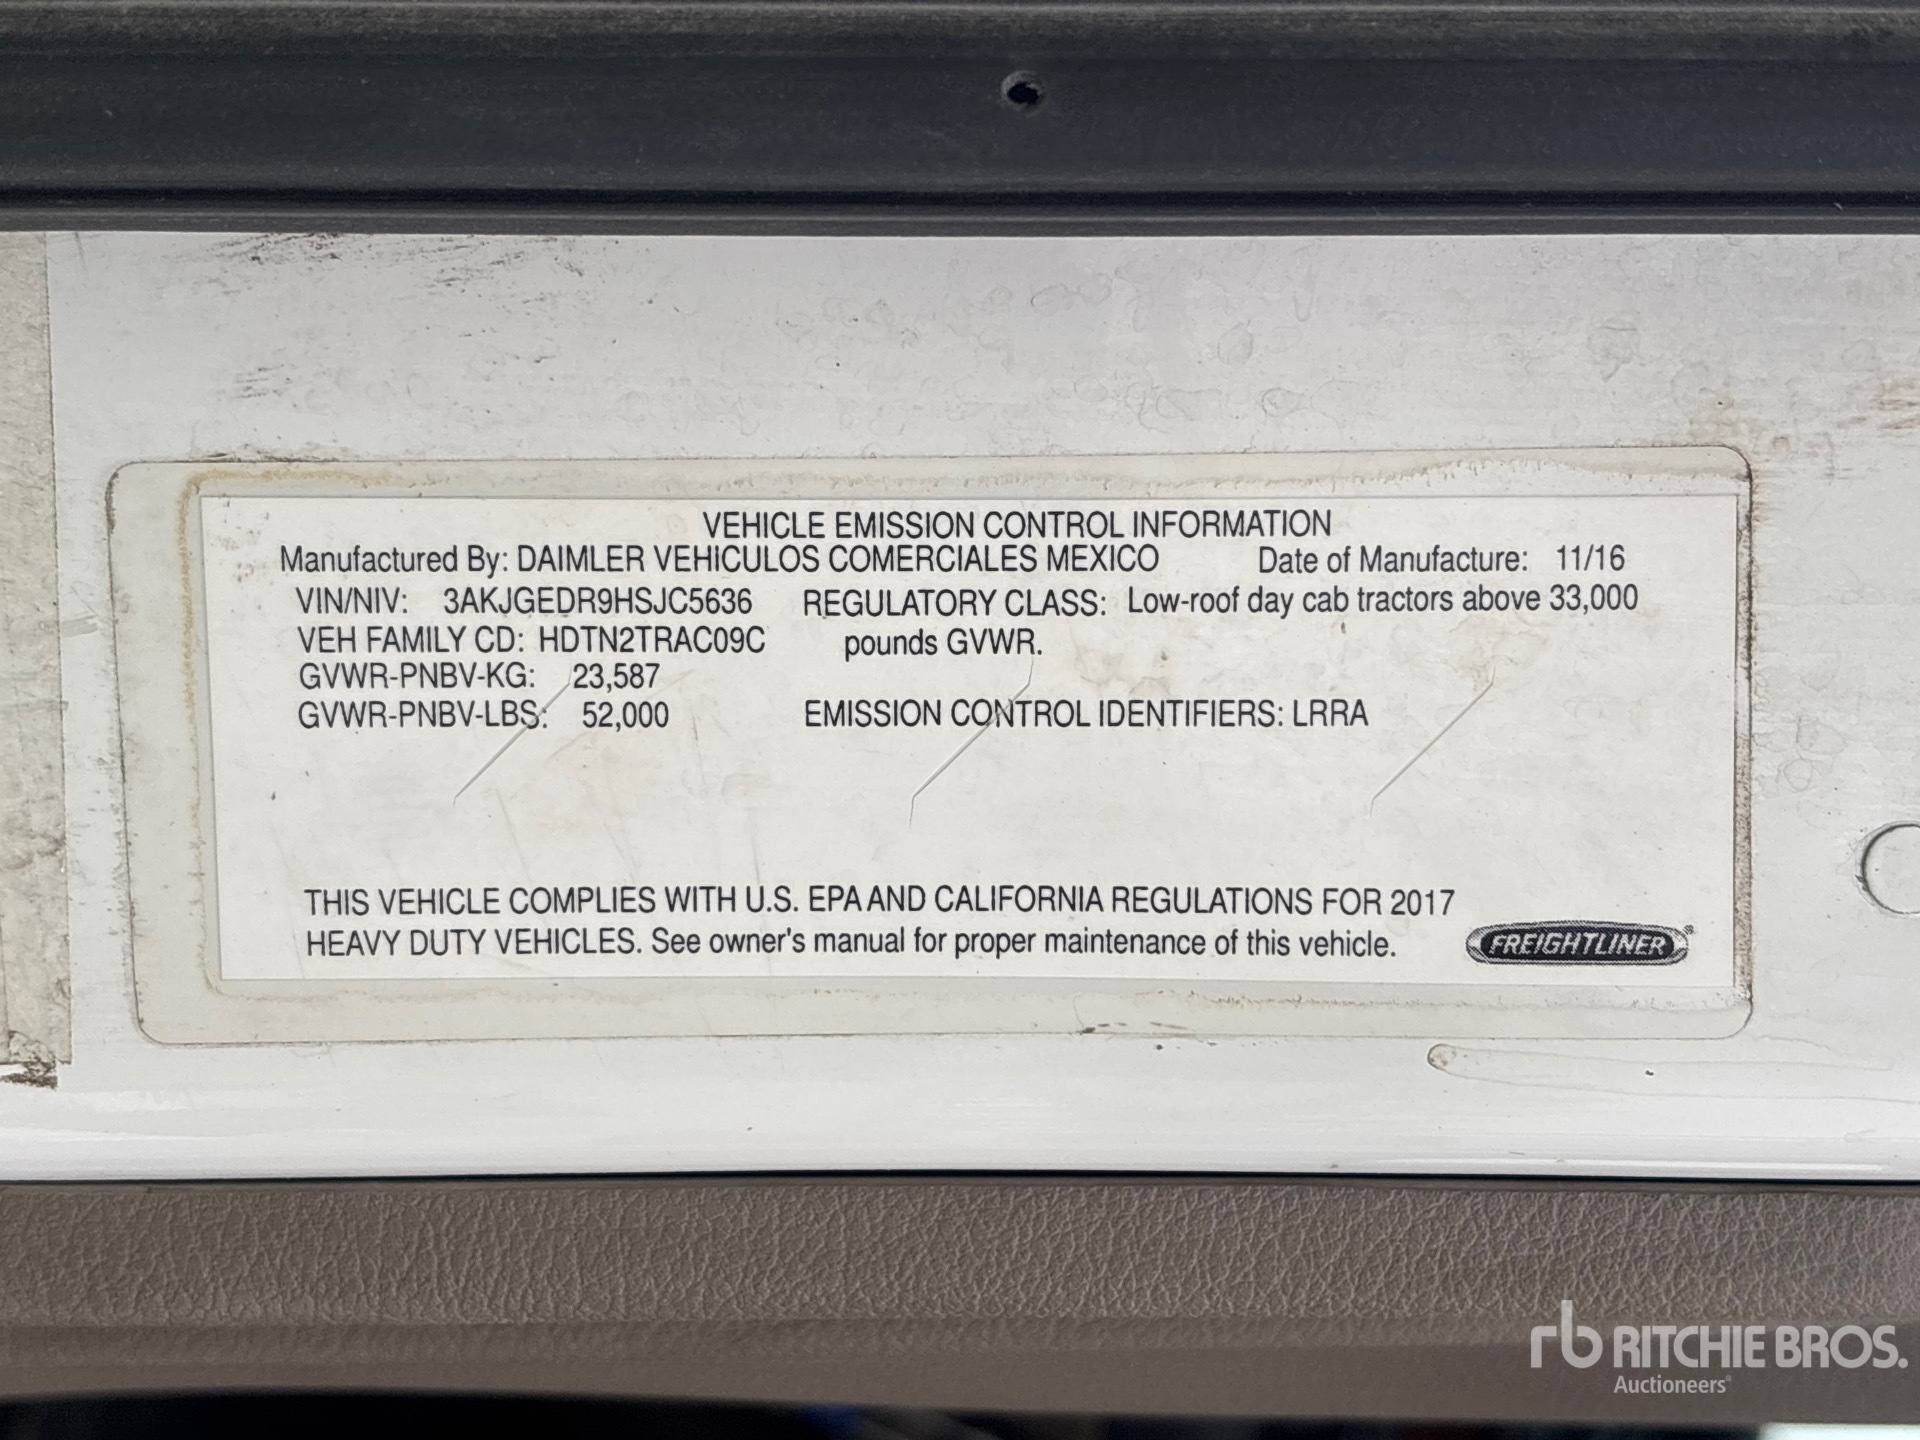 VEHICLE EMISSION CONTROL INFORMATION
Manufactured By: DAIMLER VEHICULOS COMERCIALES MEXICO Date of Manufacture: 11/16
VIN/NIV: 3AKJGEDR9HSJC5636 REGULATORY CLASS: Low-roof day cab tractors above 33,000
VEH FAMILY CD: HDTN2TRAC09C pounds GVWR.
GVWR-PNBV-KG: 23,587
GVWR-PNBV-LBS: 52,000 EMISSION CONTROL IDENTIFIERS: LRRA
THIS VEHICLE COMPLIES WITH U.S. EPA AND CALIFORNIA REGULATIONS FOR 2017
HEAVY DUTY VEHICLES. See owner's manual for proper maintenance of this vehicle.
FREIGHTLINER®
rb RITCHIE BROS.
Auctioneers®